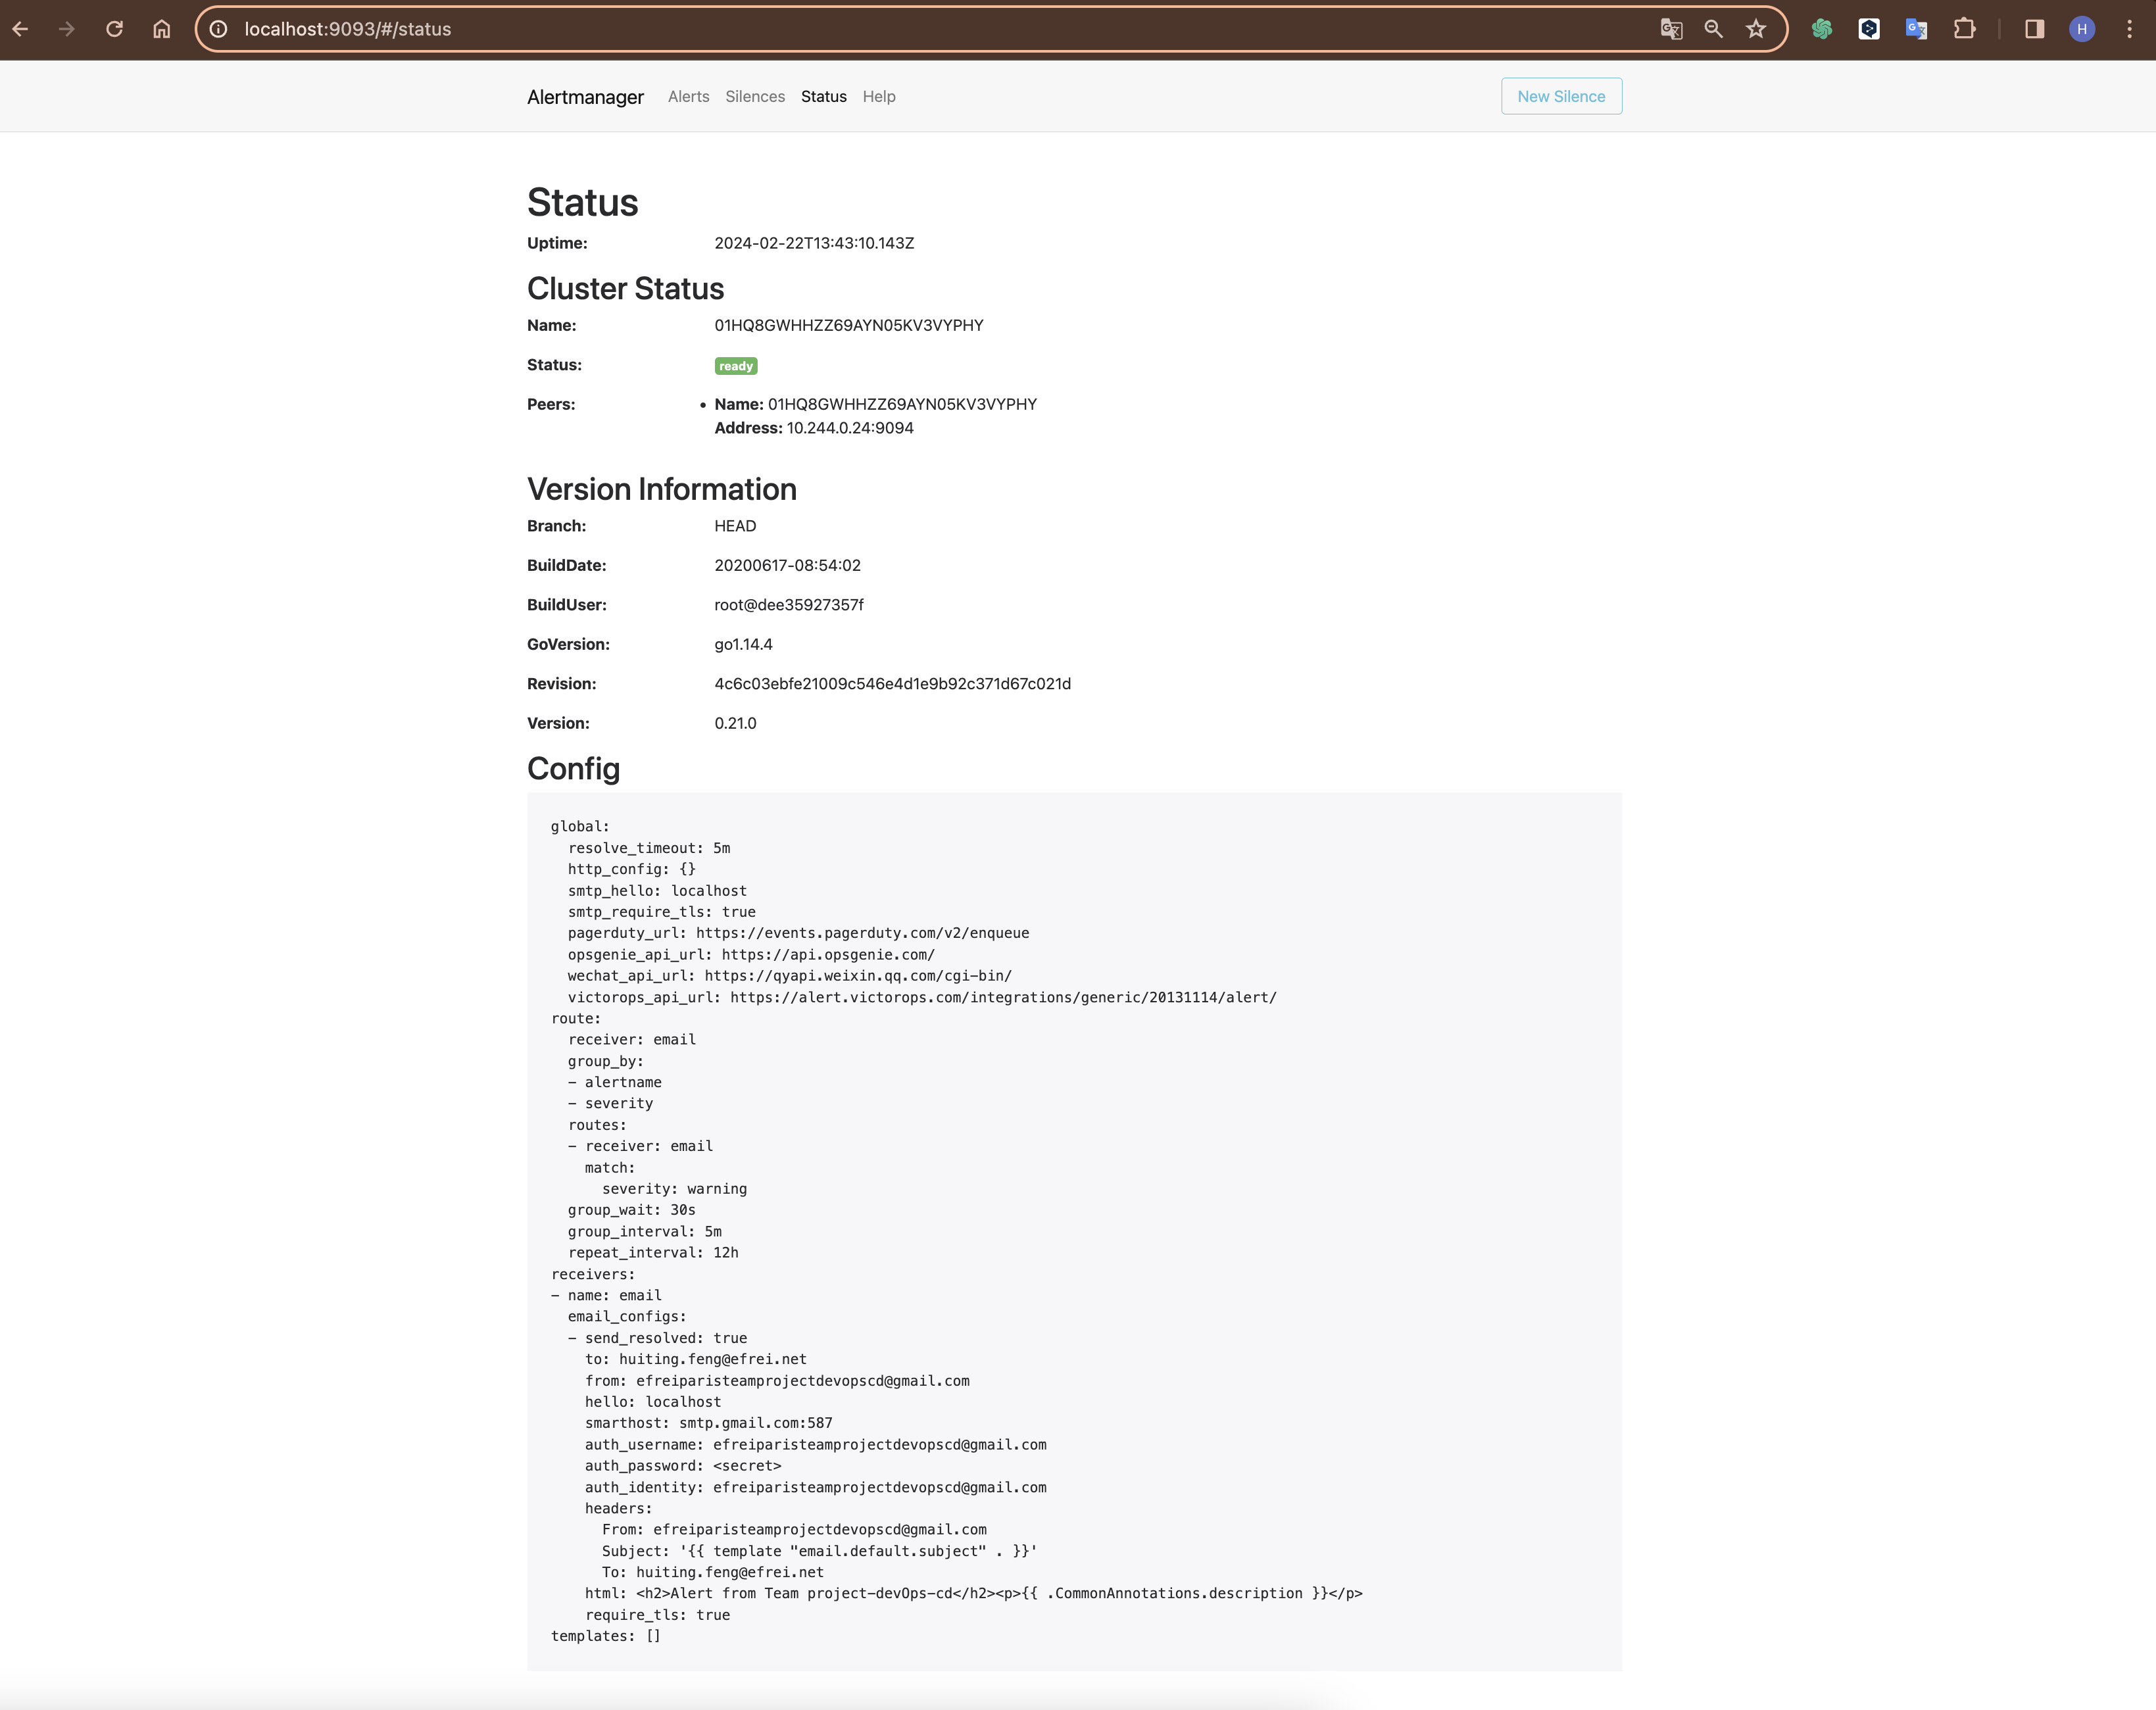 localhost:9093/#/status
H
Alertmanager Alerts Silences Status Help New Silence
Status
Uptime: 2024-02-22T13:43:10.143Z
Cluster Status
Name: 01HQ8GWHHZZ69AYN05KV3VYPHY
Status: ready
Peers: • Name: 01HQ8GWHHZZ69AYN05KV3VYPHY
Address: 10.244.0.24:9094
Version Information
Branch: HEAD
BuildDate: 20200617-08:54:02
BuildUser: root@dee35927357f
GoVersion: go1.14.4
Revision: 4c6c03ebfe21009c546e4d1e9b92c371d67c021d
Version: 0.21.0
Config
global:
  resolve_timeout: 5m
  http_config: {}
  smtp_hello: localhost
  smtp_require_tls: true
  pagerduty_url: https://events.pagerduty.com/v2/enqueue
  opsgenie_api_url: https://api.opsgenie.com/
  wechat_api_url: https://qyapi.weixin.qq.com/cgi-bin/
  victorops_api_url: https://alert.victorops.com/integrations/generic/20131114/alert/
route:
  receiver: email
  group_by:
  - alertname
  - severity
  routes:
  - receiver: email
    match:
      severity: warning
  group_wait: 30s
  group_interval: 5m
  repeat_interval: 12h
receivers:
- name: email
  email_configs:
  - send_resolved: true
    to: huiting.feng@efrei.net
    from: efreiparisteamprojectdevopscd@gmail.com
    hello: localhost
    smarthost: smtp.gmail.com:587
    auth_username: efreiparisteamprojectdevopscd@gmail.com
    auth_password: <secret>
    auth_identity: efreiparisteamprojectdevopscd@gmail.com
    headers:
      From: efreiparisteamprojectdevopscd@gmail.com
      Subject: '{{ template "email.default.subject" . }}'
      To: huiting.feng@efrei.net
    html: <h2>Alert from Team project-devOps-cd</h2><p>{{ .CommonAnnotations.description }}</p>
    require_tls: true
templates: []